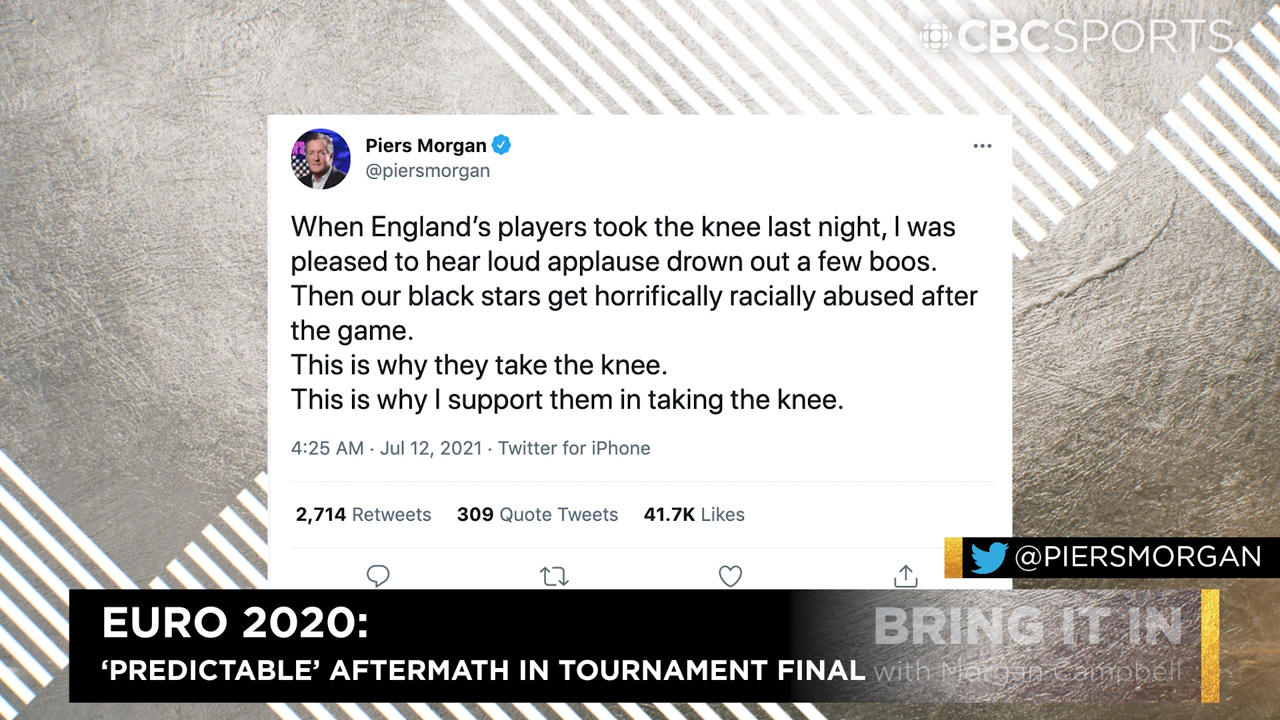 CBCSPORTS
Piers Morgan
@piersmorgan
When England’s players took the knee last night, I was
pleased to hear loud applause drown out a few boos.
Then our black stars get horrifically racially abused after
the game.
This is why they take the knee.
This is why I support them in taking the knee.
4:25 AM · Jul 12, 2021 · Twitter for iPhone
2,714 Retweets 309 Quote Tweets 41.7K Likes
@PIERSMORGAN
EURO 2020:
‘PREDICTABLE’ AFTERMATH IN TOURNAMENT FINAL
BRING IT IN
with Morgan Campbell